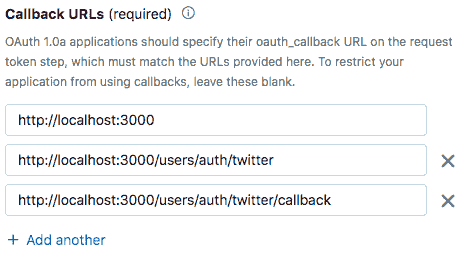 Callback URLs (required)
OAuth 1.0a applications should specify their oauth_callback URL on the request
token step, which must match the URLs provided here. To restrict your
application from using callbacks, leave these blank.
http://localhost:3000
http://localhost:3000/users/auth/twitter
http://localhost:3000/users/auth/twitter/callback
+ Add another